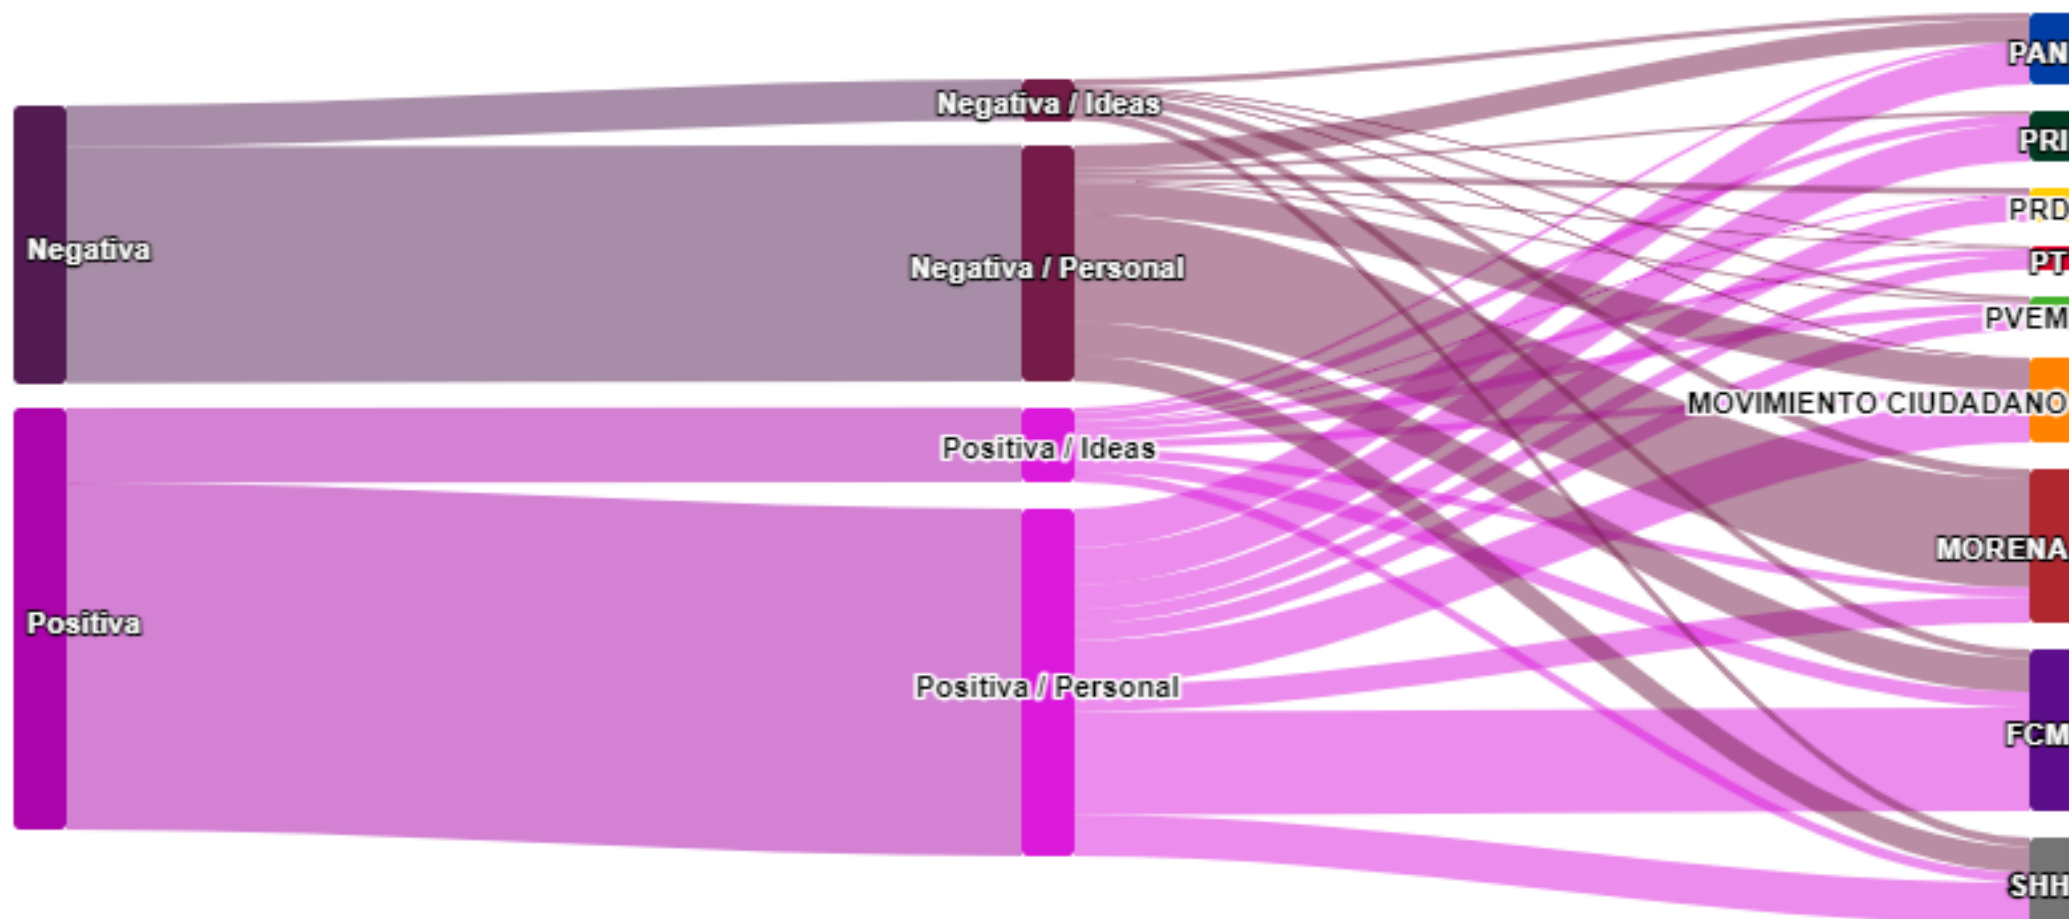 Negativa
Positiva
Negativa / Ideas
Negativa / Personal
Positiva / Ideas
Positiva / Personal
PAN
PRI
PRD
PT
PVEM
MOVIMIENTO CIUDADANO
MORENA
FCM
SHH